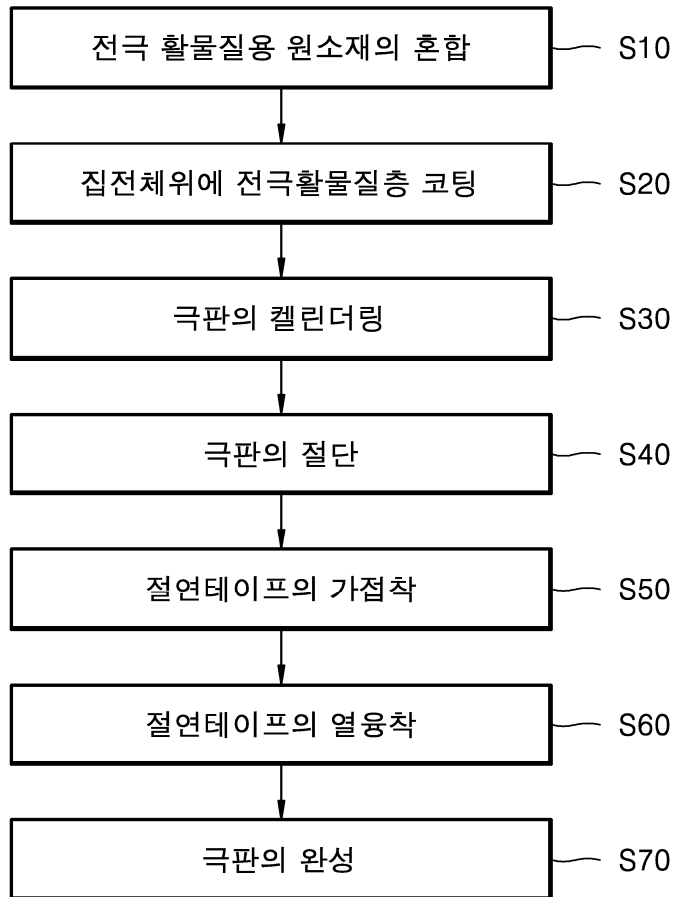 전극 활물질용 원소재의 혼합 S10
집전체위에 전극활물질층 코팅 S20
극판의 켈린더링 S30
극판의 절단 S40
절연테이프의 가접착 S50
절연테이프의 열융착 S60
극판의 완성 S70